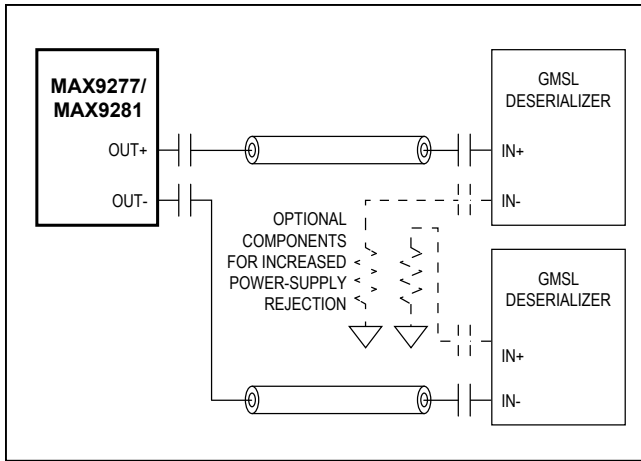 MAX9277/
MAX9281
OUT+
OUT-
GMSL
DESERIALIZER
IN+
IN-
OPTIONAL
COMPONENTS
FOR INCREASED
POWER-SUPPLY
REJECTION
GMSL
DESERIALIZER
IN+
IN-